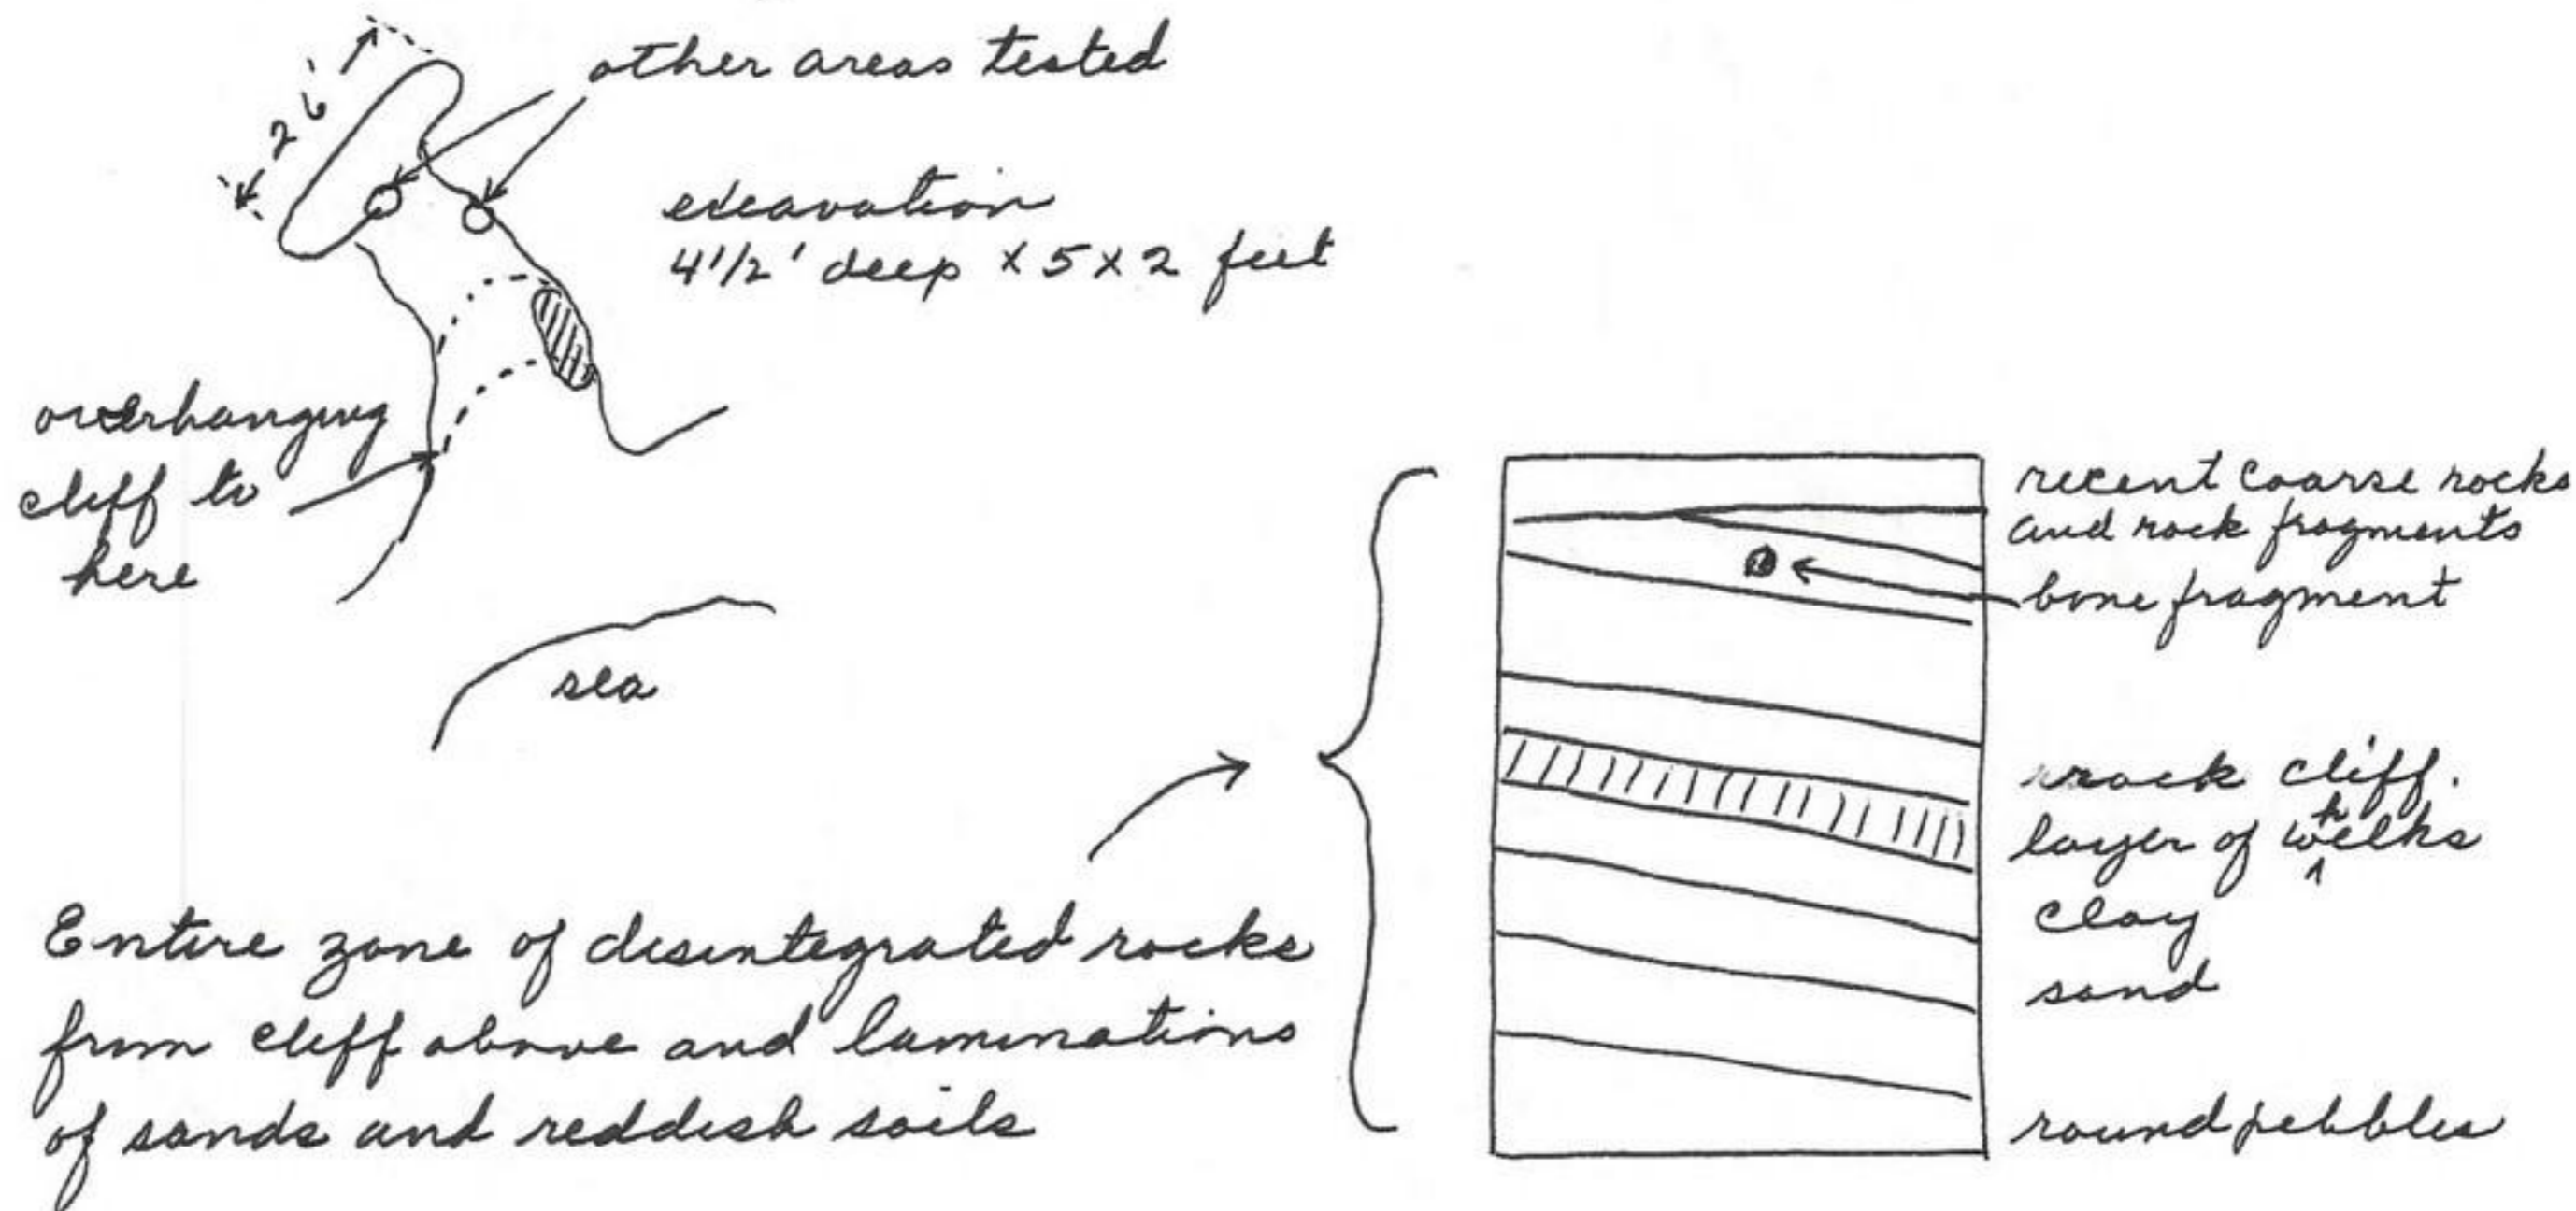 other areas tested
26'
excavation
4 1/2' deep x 5 x 2 feet
overhanging
cliff to
here
sea
recent coarse rocks
and rock fragments
bone fragment
rock cliff.
layer of whelks
clay
sand
round pebbles
Entire zone of disintegrated rocks
from cliff above and laminations
of sands and reddish soils